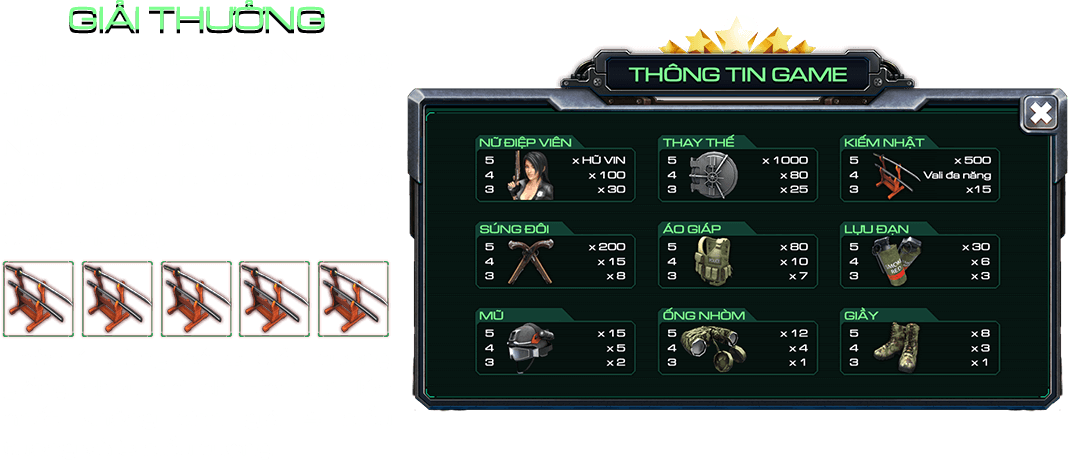 GIẢI THƯỞNG
THÔNG TIN GAME
NỮ ĐIỆP VIÊN
5 x HŨ VIN
4 x 100
3 x 30
THAY THẾ
5 x 1000
4 x 80
3 x 25
KIẾM NHẬT
5 x 500
4 Vali đa năng
3 x15
SÚNG ĐÔI
5 x 200
4 x 15
3 x 8
ÁO GIÁP
5 x 80
4 x 10
3 x 7
LỰU ĐẠN
5 x 30
4 x 6
3 x 3
MŨ
5 x 15
4 x 5
3 x 2
ỐNG NHÒM
5 x 12
4 x 4
3 x 1
GIẦY
5 x 8
4 x 3
3 x 1